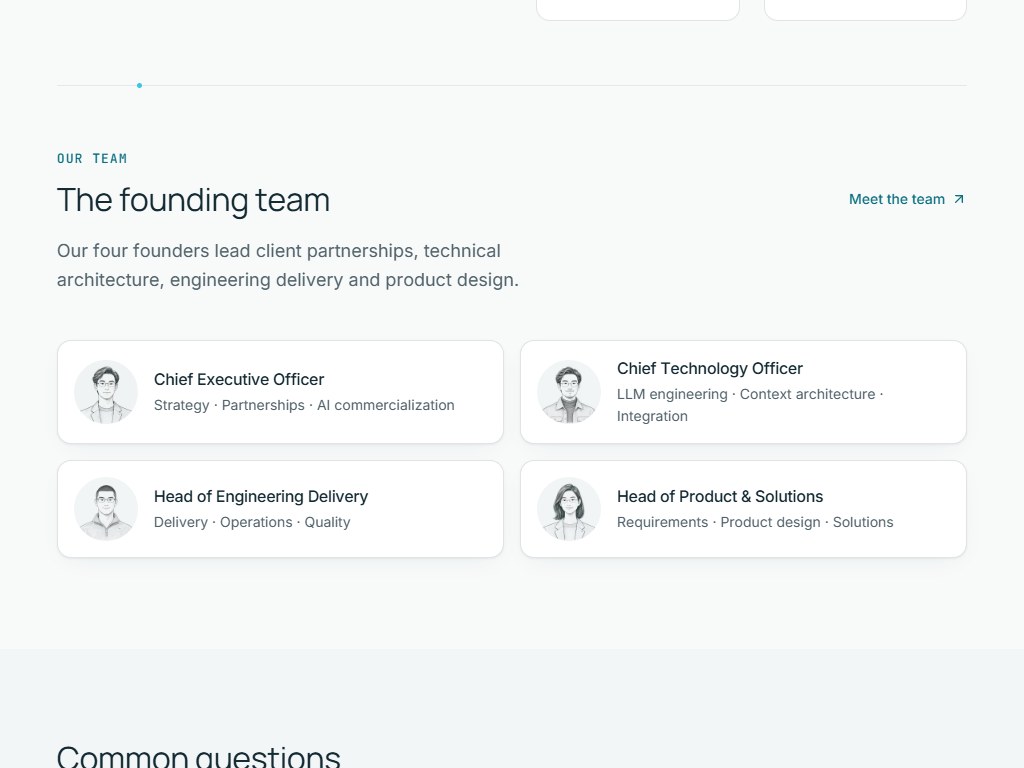 OUR TEAM
The founding team
Meet the team
Our four founders lead client partnerships, technical
architecture, engineering delivery and product design.
Chief Executive Officer
Strategy · Partnerships · AI commercialization
Chief Technology Officer
LLM engineering · Context architecture ·
Integration
Head of Engineering Delivery
Delivery · Operations · Quality
Head of Product & Solutions
Requirements · Product design · Solutions
Common questions